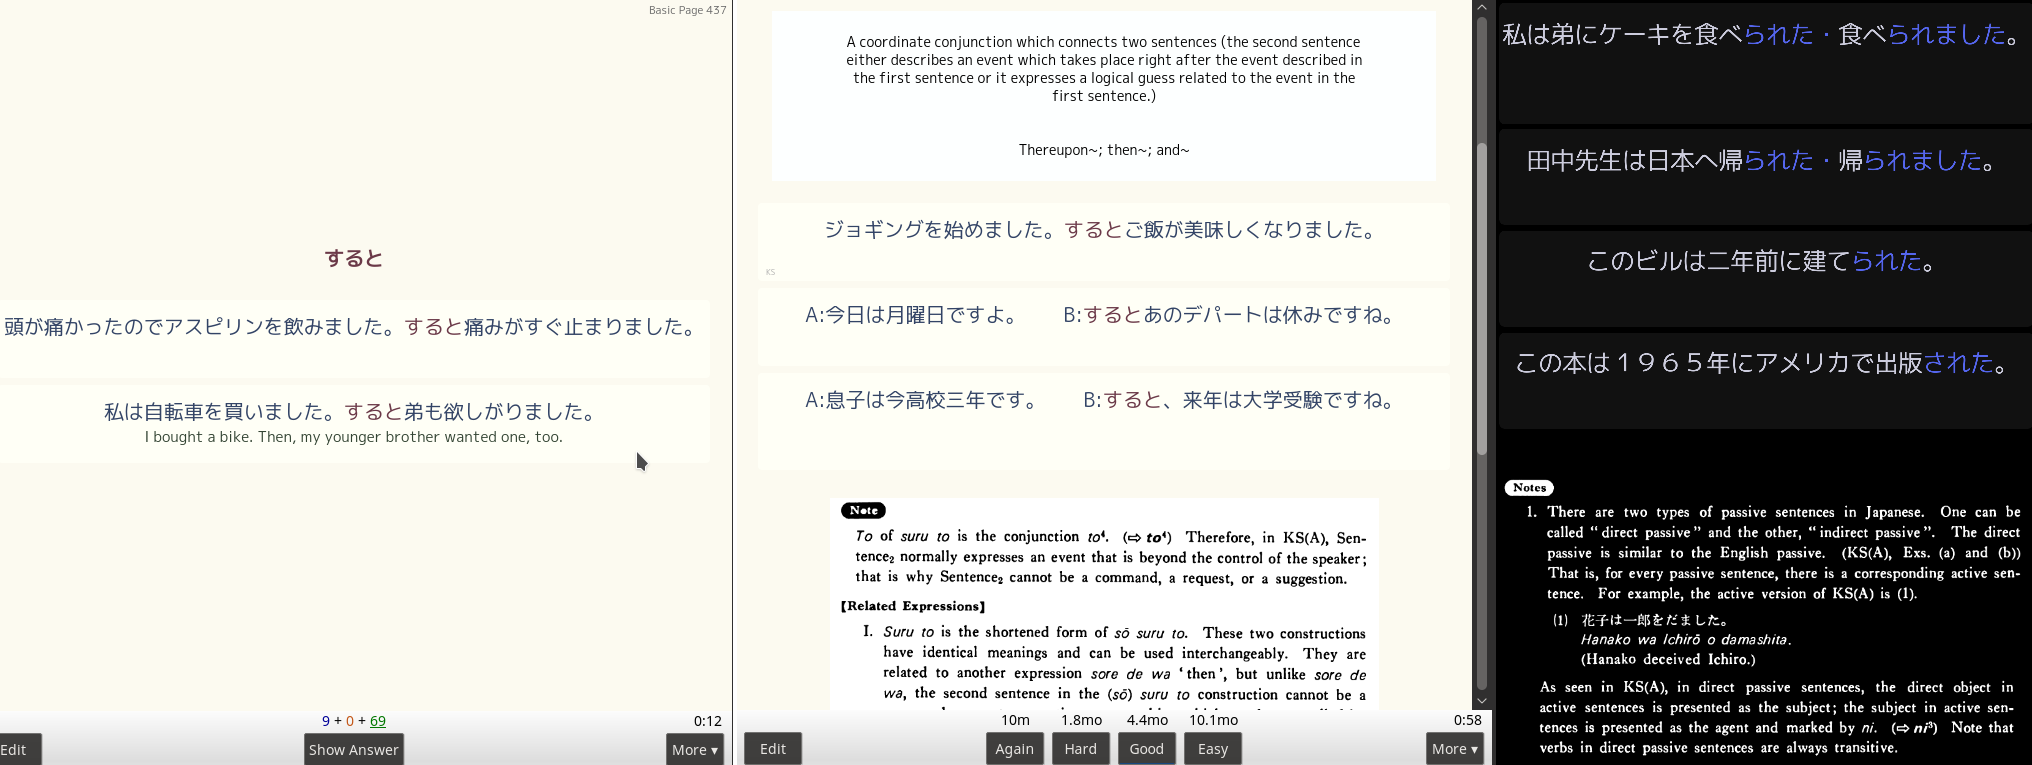 Basic Page 437
すると
頭が痛かったのでアスピリンを飲みました。すると痛みがすぐ止まりました。
私は自転車を買いました。すると弟も欲しがりました。
I bought a bike. Then, my younger brother wanted one, too.
9 + 0 + 69
0:12
Edit
Show Answer
More ▾
A coordinate conjunction which connects two sentences (the second sentence
either describes an event which takes place right after the event described in
the first sentence or it expresses a logical guess related to the event in the
first sentence.)
Thereupon~; then~; and~
ジョギングを始めました。するとご飯が美味しくなりました。
KS
A:今日は月曜日ですよ。 B:するとあのデパートは休みですね。
A:息子は今高校三年です。 B:すると、来年は大学受験ですね。
Note
To of suru to is the conjunction to⁴. (⇨ to⁴) Therefore, in KS(A), Sen-
tence₂ normally expresses an event that is beyond the control of the speaker;
that is why Sentence₂ cannot be a command, a request, or a suggestion.
【Related Expressions】
I. Suru to is the shortened form of sō suru to. These two constructions
have identical meanings and can be used interchangeably. They are
related to another expression sore de wa ‘then’, but unlike sore de
wa, the second sentence in the (sō) suru to construction cannot be a
10m 1.8mo 4.4mo 10.1mo
0:58
Edit
Again Hard Good Easy
More ▾
私は弟にケーキを食べられた・食べられました。
田中先生は日本へ帰られた・帰られました。
このビルは二年前に建てられた。
この本は１９６５年にアメリカで出版された。
Notes
1. There are two types of passive sentences in Japanese. One can be
called “direct passive” and the other, “indirect passive”. The direct
passive is similar to the English passive. (KS(A), Exs. (a) and (b))
That is, for every passive sentence, there is a corresponding active sen-
tence. For example, the active version of KS(A) is (1).
(1) 花子は一郎をだました。
Hanako wa Ichirō o damashita.
(Hanako deceived Ichiro.)
As seen in KS(A), in direct passive sentences, the direct object in
active sentences is presented as the subject; the subject in active sen-
tences is presented as the agent and marked by ni. (⇨ ni³) Note that
verbs in direct passive sentences are always transitive.